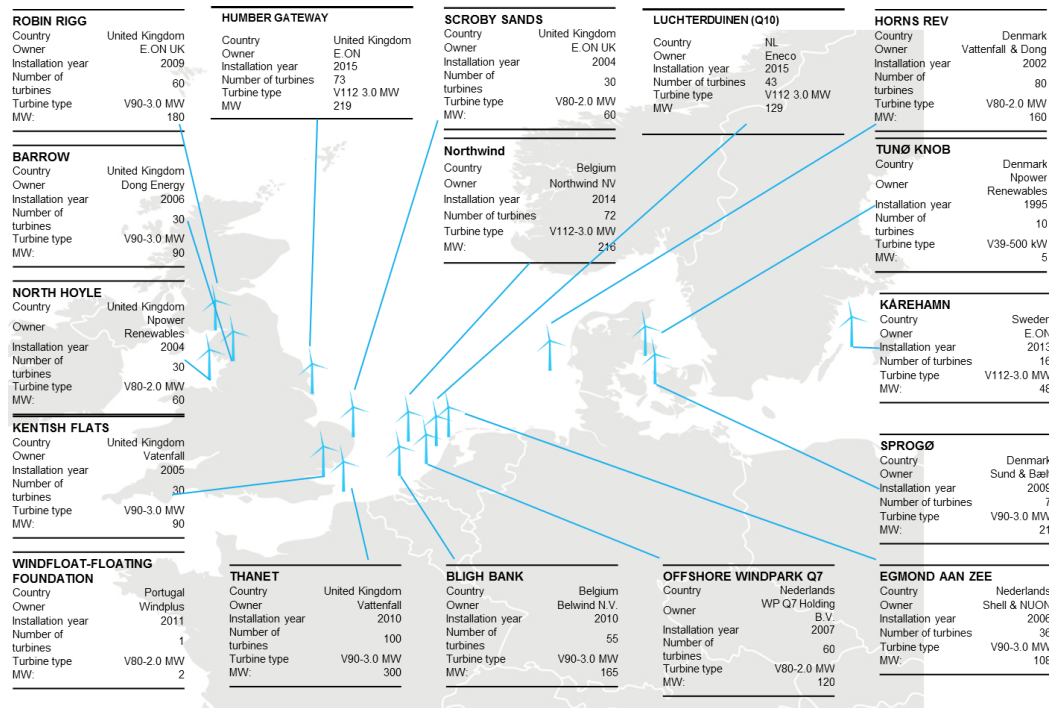 ROBIN RIGG
Country United Kingdom
Owner E.ON UK
Installation year 2009
Number of
turbines 60
Turbine type V90-3.0 MW
MW: 180
HUMBER GATEWAY
Country United Kingdom
Owner E.ON
Installation year 2015
Number of turbines 73
Turbine type V112 3.0 MW
MW 219
SCROBY SANDS
Country United Kingdom
Owner E.ON UK
Installation year 2004
Number of
turbines 30
Turbine type V80-2.0 MW
MW: 60
LUCHTERDUINEN (Q10)
Country NL
Owner Eneco
Installation year 2015
Number of turbines 43
Turbine type V112 3.0 MW
MW 129
HORNS REV
Country Denmark
Owner Vattenfall & Dong
Installation year 2002
Number of
turbines 80
Turbine type V80-2.0 MW
MW: 160
BARROW
Country United Kingdom
Owner Dong Energy
Installation year 2006
Number of
turbines 30
Turbine type V90-3.0 MW
MW: 90
Northwind
Country Belgium
Owner Northwind NV
Installation year 2014
Number of turbines 72
Turbine type V112-3.0 MW
MW: 216
TUNØ KNOB
Country Denmark
Owner Npower
Renewables
Installation year 1995
Number of
turbines 10
Turbine type V39-500 kW
MW: 5
NORTH HOYLE
Country United Kingdom
Owner Npower
Renewables
Installation year 2004
Number of
turbines 30
Turbine type V80-2.0 MW
MW: 60
KÅREHAMN
Country Sweden
Owner E.ON
Installation year 2013
Number of turbines 16
Turbine type V112-3.0 MW
MW: 48
KENTISH FLATS
Country United Kingdom
Owner Vatenfall
Installation year 2005
Number of
turbines 30
Turbine type V90-3.0 MW
MW: 90
SPROGØ
Country Denmark
Owner Sund & Bælt
Installation year 2009
Number of turbines 7
Turbine type V90-3.0 MW
MW: 21
WINDFLOAT-FLOATING
FOUNDATION
Country Portugal
Owner Windplus
Installation year 2011
Number of
turbines 1
Turbine type V80-2.0 MW
MW: 2
THANET
Country United Kingdom
Owner Vattenfall
Installation year 2010
Number of
turbines 100
Turbine type V90-3.0 MW
MW: 300
BLIGH BANK
Country Belgium
Owner Belwind N.V.
Installation year 2010
Number of
turbines 55
Turbine type V90-3.0 MW
MW: 165
OFFSHORE WINDPARK Q7
Country Netherlands
Owner WP Q7 Holding
B.V.
Installation year 2007
Number of
turbines 60
Turbine type V80-2.0 MW
MW: 120
EGMOND AAN ZEE
Country Nederlands
Owner Shell & NUON
Installation year 2006
Number of turbines 36
Turbine type V90-3.0 MW
MW: 108